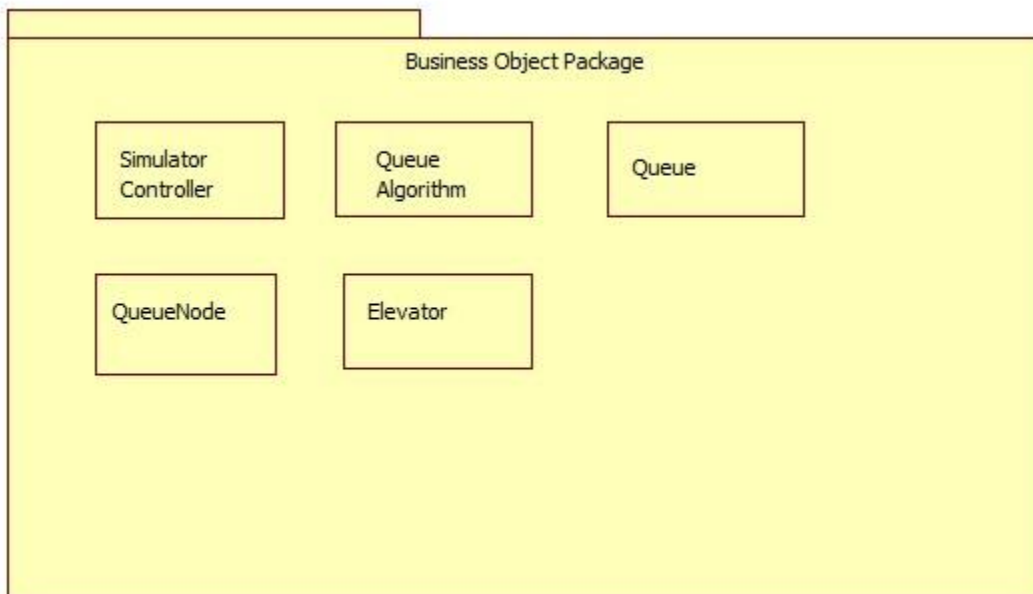 Business Object Package
Simulator
Controller
Queue
Algorithm
Queue
QueueNode
Elevator